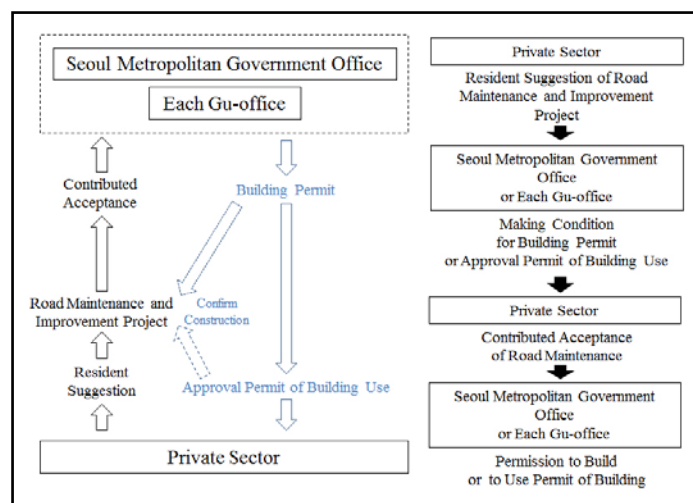 Seoul Metropolitan Government Office
Each Gu-office
Contributed
Acceptance
Building Permit
Road Maintenance and
Improvement Project
Confirm
Construction
Resident
Suggestion
Approval Permit of Building Use
Private Sector
Private Sector
Resident Suggestion of Road
Maintenance and Improvement
Project
Seoul Metropolitan Government
Office
or Each Gu-office
Making Condition
for Building Permit
or Approval Permit of Building Use
Private Sector
Contributed Acceptance
of Road Maintenance
Seoul Metropolitan Government
Office
or Each Gu-office
Permission to Build
or to Use Permit of Building